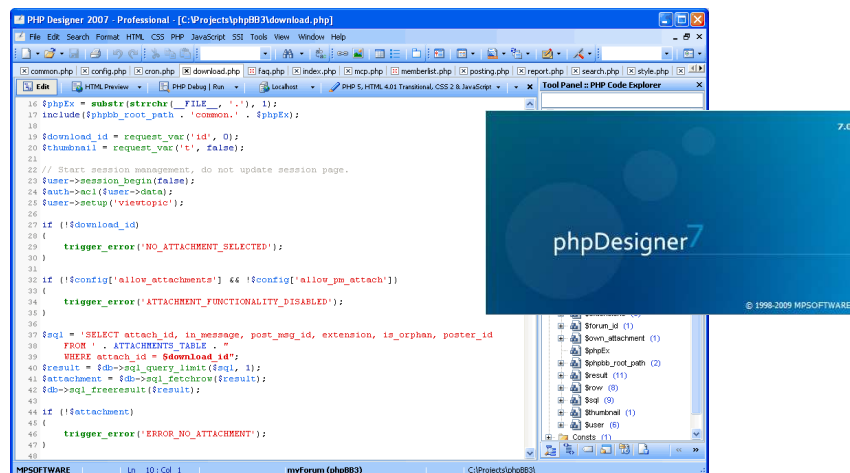 PHP Designer 2007 - Professional - [C:\Projects\phpBB3\download.php]
File Edit Search Format HTML CSS PHP JavaScript SSI Tools View Window Help
common.php config.php cron.php download.php faq.php index.php mcp.php memberlist.php posting.php report.php search.php style.php
Edit HTML Preview PHP Debug | Run Localhost PHP 5, HTML 4.01 Transitional, CSS 2 & JavaScript Tool Panel :: PHP Code Explorer
16 $phpEx = substr(strrchr(__FILE__, '.'), 1);
17 include($phpbb_root_path . 'common.' . $phpEx);
18
19 $download_id = request_var('id', 0);
20 $thumbnail = request_var('t', false);
21
22 // Start session management, do not update session page.
23 $user->session_begin(false);
24 $auth->acl($user->data);
25 $user->setup('viewtopic');
26
27 if (!$download_id)
28 {
29 trigger_error('NO_ATTACHMENT_SELECTED');
30 }
31
32 if (!$config['allow_attachments'] && !$config['allow_pm_attach'])
33 {
34 trigger_error('ATTACHMENT_FUNCTIONALITY_DISABLED');
35 }
36
37 $sql = 'SELECT attach_id, in_message, post_msg_id, extension, is_orphan, poster_id
38 FROM ' . ATTACHMENTS_TABLE . "
39 WHERE attach_id = $download_id";
40 $result = $db->sql_query_limit($sql, 1);
41 $attachment = $db->sql_fetchrow($result);
42 $db->sql_freeresult($result);
43
44 if (!$attachment)
45 {
46 trigger_error('ERROR_NO_ATTACHMENT');
47 }
48
7.0
phpDesigner7
© 1998-2009 MPSOFTWARE
$forum_id (1)
$own_attachment (1)
$phpEx
$phpbb_root_path (2)
$result (11)
$row (8)
$sql (9)
$thumbnail (1)
$user (6)
Consts (1)
MPSOFTWARE Ln 10 : Col 1 myForum (phpBB3) C:\Projects\phpBB3\